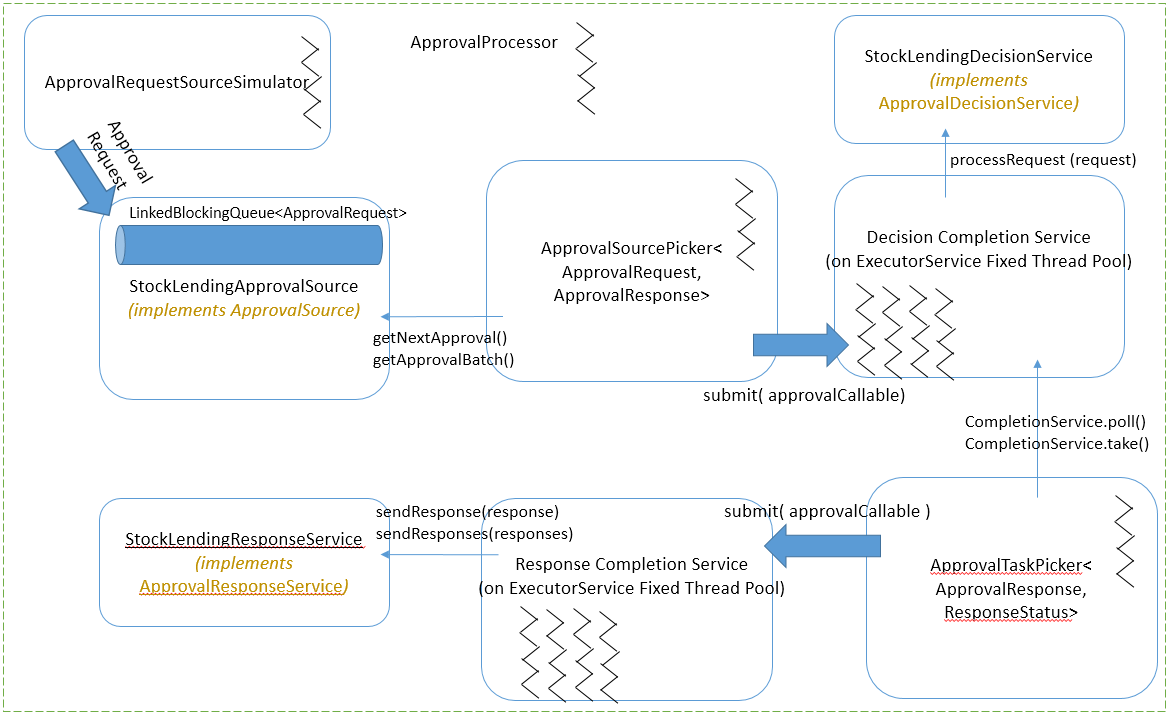 ApprovalRequestSourceSimulator
ApprovalProcessor
StockLendingDecisionService
(implements
ApprovalDecisionService)
Approval
Request
processRequest (request)
LinkedBlockingQueue<ApprovalRequest>
StockLendingApprovalSource
(implements ApprovalSource)
ApprovalSourcePicker<
ApprovalRequest,
ApprovalResponse>
Decision Completion Service
(on ExecutorService Fixed Thread Pool)
getNextApproval()
getApprovalBatch()
submit( approvalCallable)
CompletionService.poll()
CompletionService.take()
StockLendingResponseService
(implements
ApprovalResponseService)
sendResponse(response)
sendResponses(responses)
Response Completion Service
(on ExecutorService Fixed Thread Pool)
submit( approvalCallable )
ApprovalTaskPicker<
ApprovalResponse,
ResponseStatus>